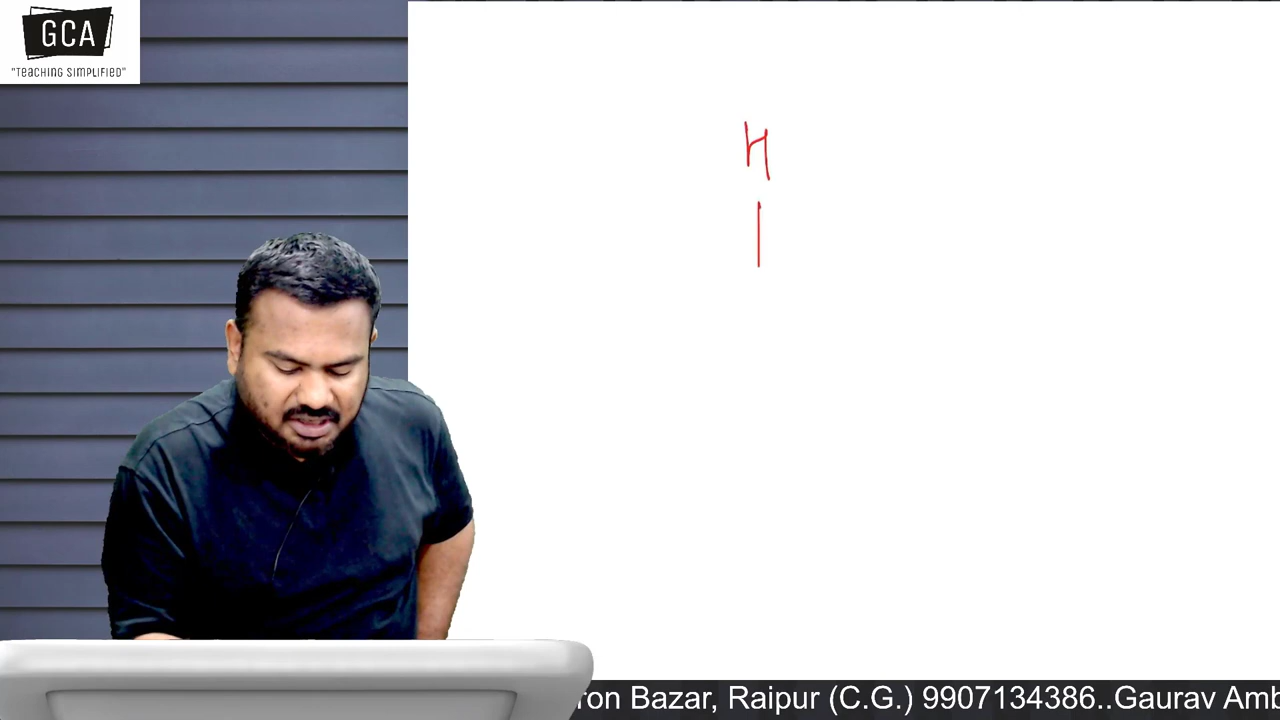 GCA
"Teaching Simplified"
H
|
ron Bazar, Raipur (C.G.) 9907134386..Gaurav Amb